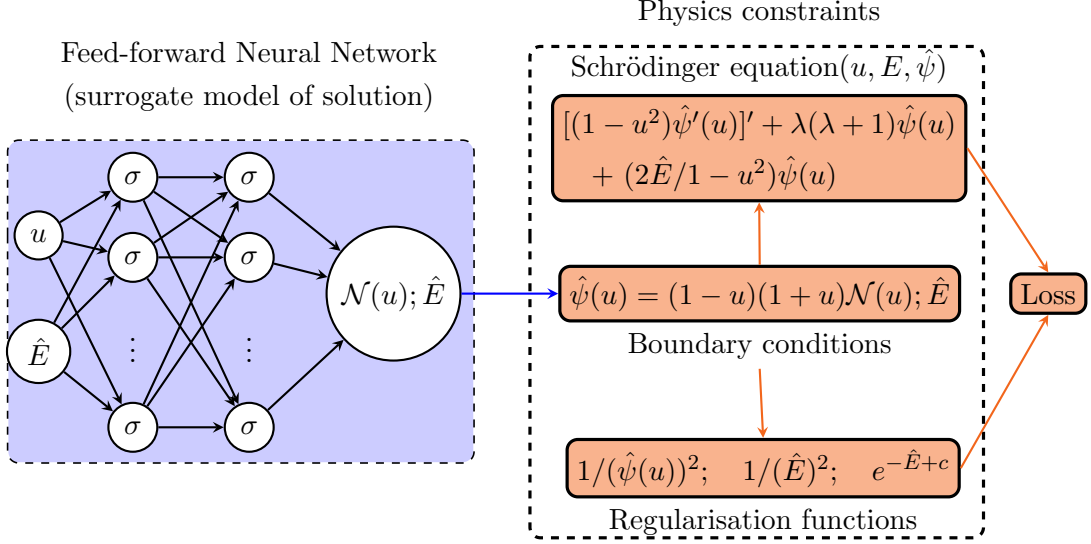 Physics constraints
Feed-forward Neural Network
(surrogate model of solution)
Schrödinger equation(u, E, ψ̂)
[(1 − u²)ψ̂′(u)]′ + λ(λ + 1)ψ̂(u)
+ (2Ê/1 − u²)ψ̂(u)
σ
σ
u
σ
σ
𝒩(u); Ê
ψ̂(u) = (1 − u)(1 + u)𝒩(u); Ê
Loss
Ê
⋮
⋮
Boundary conditions
σ
σ
1/(ψ̂(u))²; 1/(Ê)²; e^{−Ê+c}
Regularisation functions